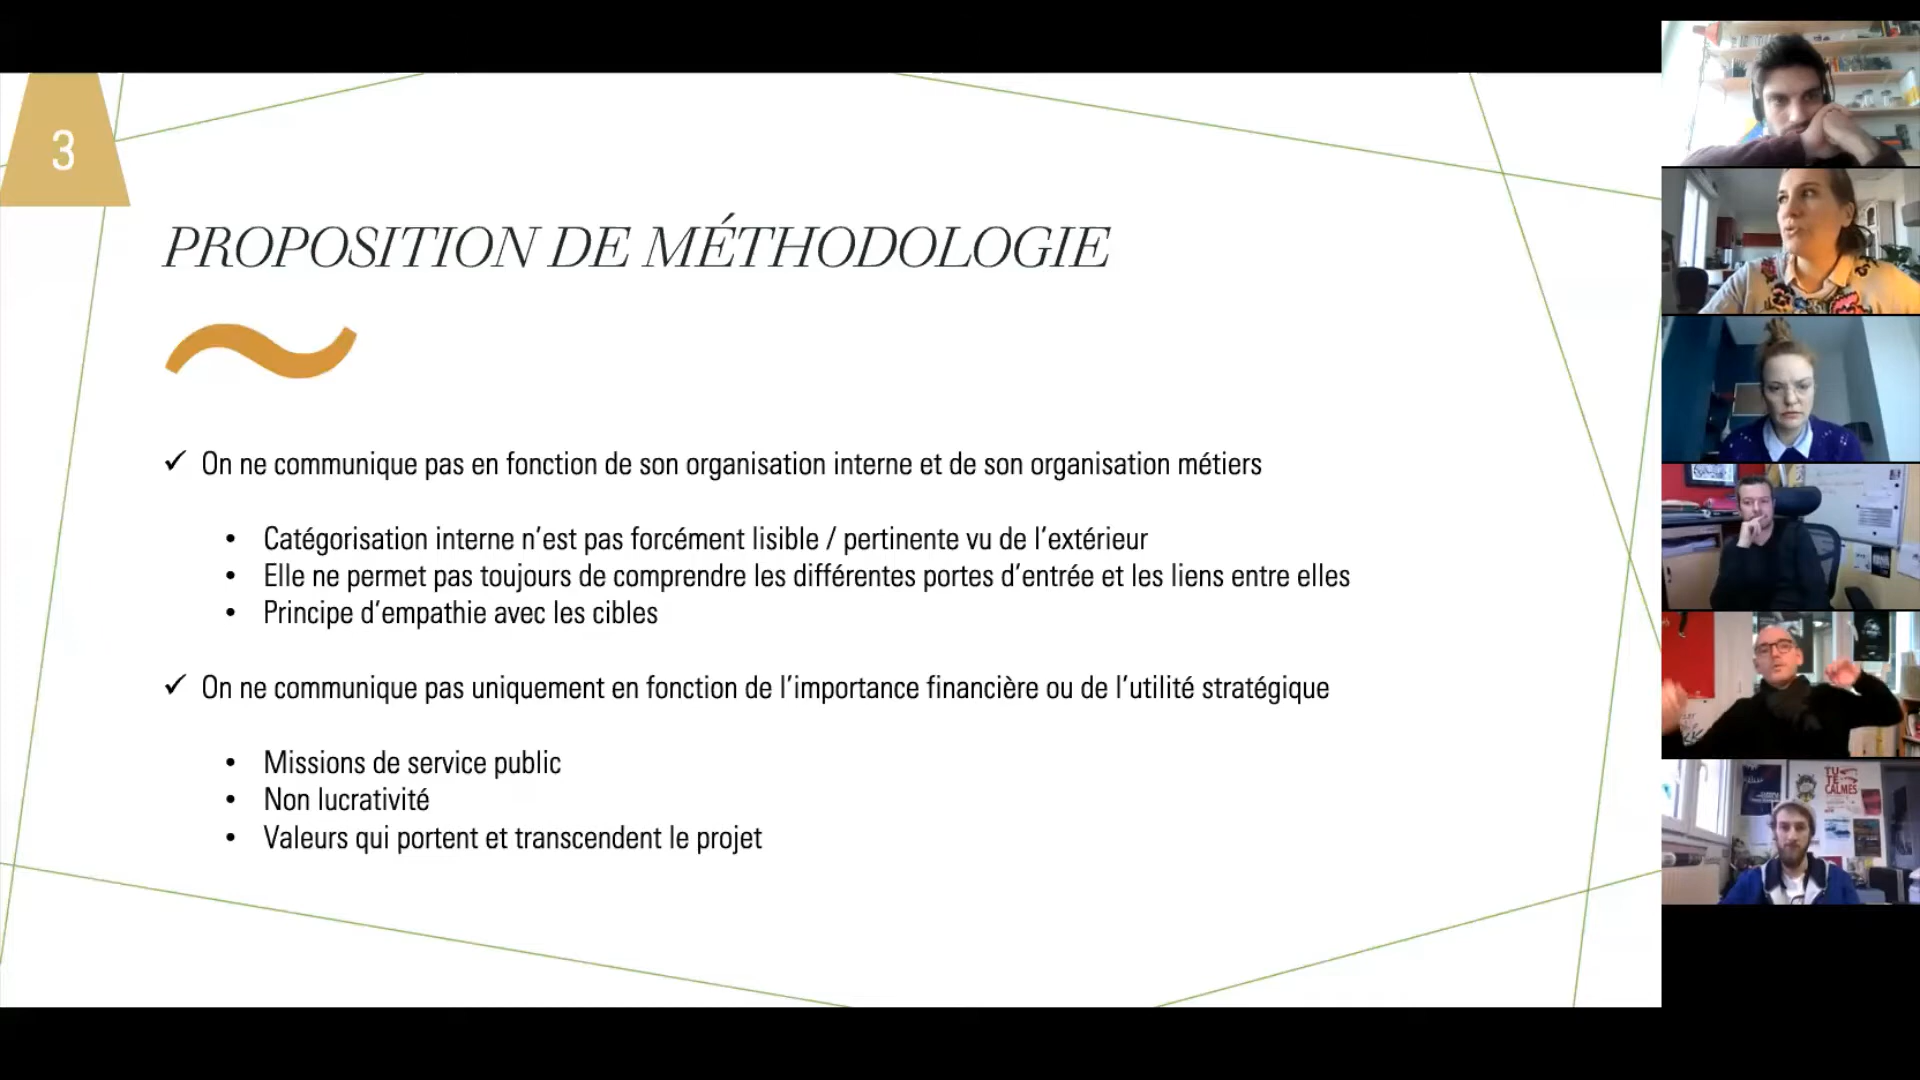 3
PROPOSITION DE MÉTHODOLOGIE
✓ On ne communique pas en fonction de son organisation interne et de son organisation métiers
• Catégorisation interne n’est pas forcément lisible / pertinente vu de l’extérieur
• Elle ne permet pas toujours de comprendre les différentes portes d’entrée et les liens entre elles
• Principe d’empathie avec les cibles
✓ On ne communique pas uniquement en fonction de l’importance financière ou de l’utilité stratégique
• Missions de service public
• Non lucrativité
• Valeurs qui portent et transcendent le projet
TU
TE
CALMES